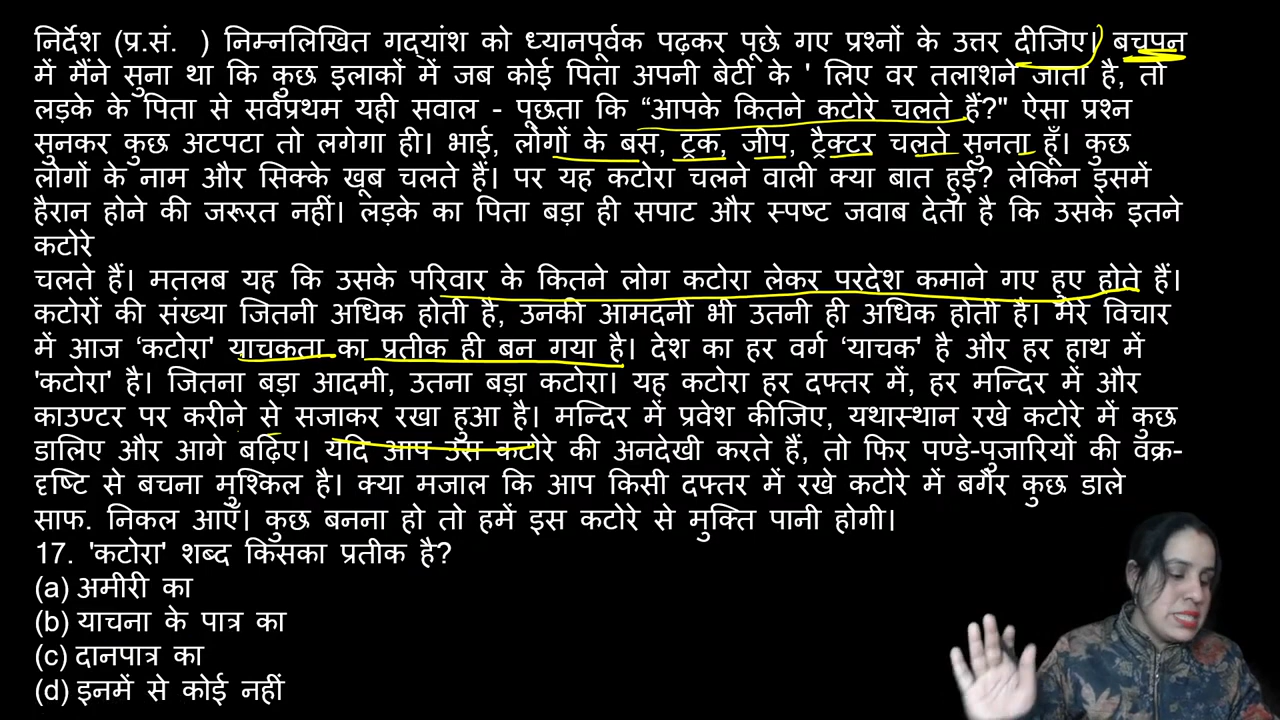 निर्देश (प्र.सं. ) निम्नलिखित गद्यांश को ध्यानपूर्वक पढ़कर पूछे गए प्रश्नों के उत्तर दीजिए। बचपन
में मैंने सुना था कि कुछ इलाकों में जब कोई पिता अपनी बेटी के ' लिए वर तलाशने जाता है, तो
लड़के के पिता से सर्वप्रथम यही सवाल - पूछता कि “आपके कितने कटोरे चलते हैं?" ऐसा प्रश्न
सुनकर कुछ अटपटा तो लगेगा ही। भाई, लोगों के बस, ट्रक, जीप, ट्रैक्टर चलते सुनता हूँ। कुछ
लोगों के नाम और सिक्के खूब चलते हैं। पर यह कटोरा चलने वाली क्या बात हुई? लेकिन इसमें
हैरान होने की जरूरत नहीं। लड़के का पिता बड़ा ही सपाट और स्पष्ट जवाब देता है कि उसके इतने
कटोरे
चलते हैं। मतलब यह कि उसके परिवार के कितने लोग कटोरा लेकर परदेश कमाने गए हुए होते हैं।
कटोरों की संख्या जितनी अधिक होती है, उनकी आमदनी भी उतनी ही अधिक होती है। मेरे विचार
में आज ‘कटोरा' याचकता का प्रतीक ही बन गया है। देश का हर वर्ग ‘याचक' है और हर हाथ में
'कटोरा' है। जितना बड़ा आदमी, उतना बड़ा कटोरा। यह कटोरा हर दफ्तर में, हर मन्दिर में और
काउण्टर पर करीने से सजाकर रखा हुआ है। मन्दिर में प्रवेश कीजिए, यथास्थान रखे कटोरे में कुछ
डालिए और आगे बढ़िए। यदि आप उस कटोरे की अनदेखी करते हैं, तो फिर पण्डे-पुजारियों की वक्र-
दृष्टि से बचना मुश्किल है। क्या मजाल कि आप किसी दफ्तर में रखे कटोरे में बगैर कुछ डाले
साफ. निकल आएँ। कुछ बनना हो तो हमें इस कटोरे से मुक्ति पानी होगी।
17. 'कटोरा' शब्द किसका प्रतीक है?
(a) अमीरी का
(b) याचना के पात्र का
(c) दानपात्र का
(d) इनमें से कोई नहीं